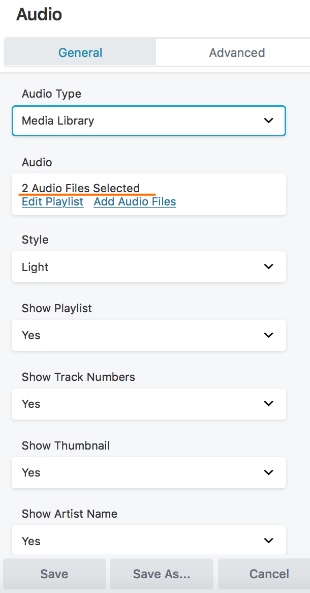 Audio
General Advanced
Audio Type
Media Library
Audio
2 Audio Files Selected
Edit Playlist Add Audio Files
Style
Light
Show Playlist
Yes
Show Track Numbers
Yes
Show Thumbnail
Yes
Show Artist Name
Yes
Save Save As... Cancel